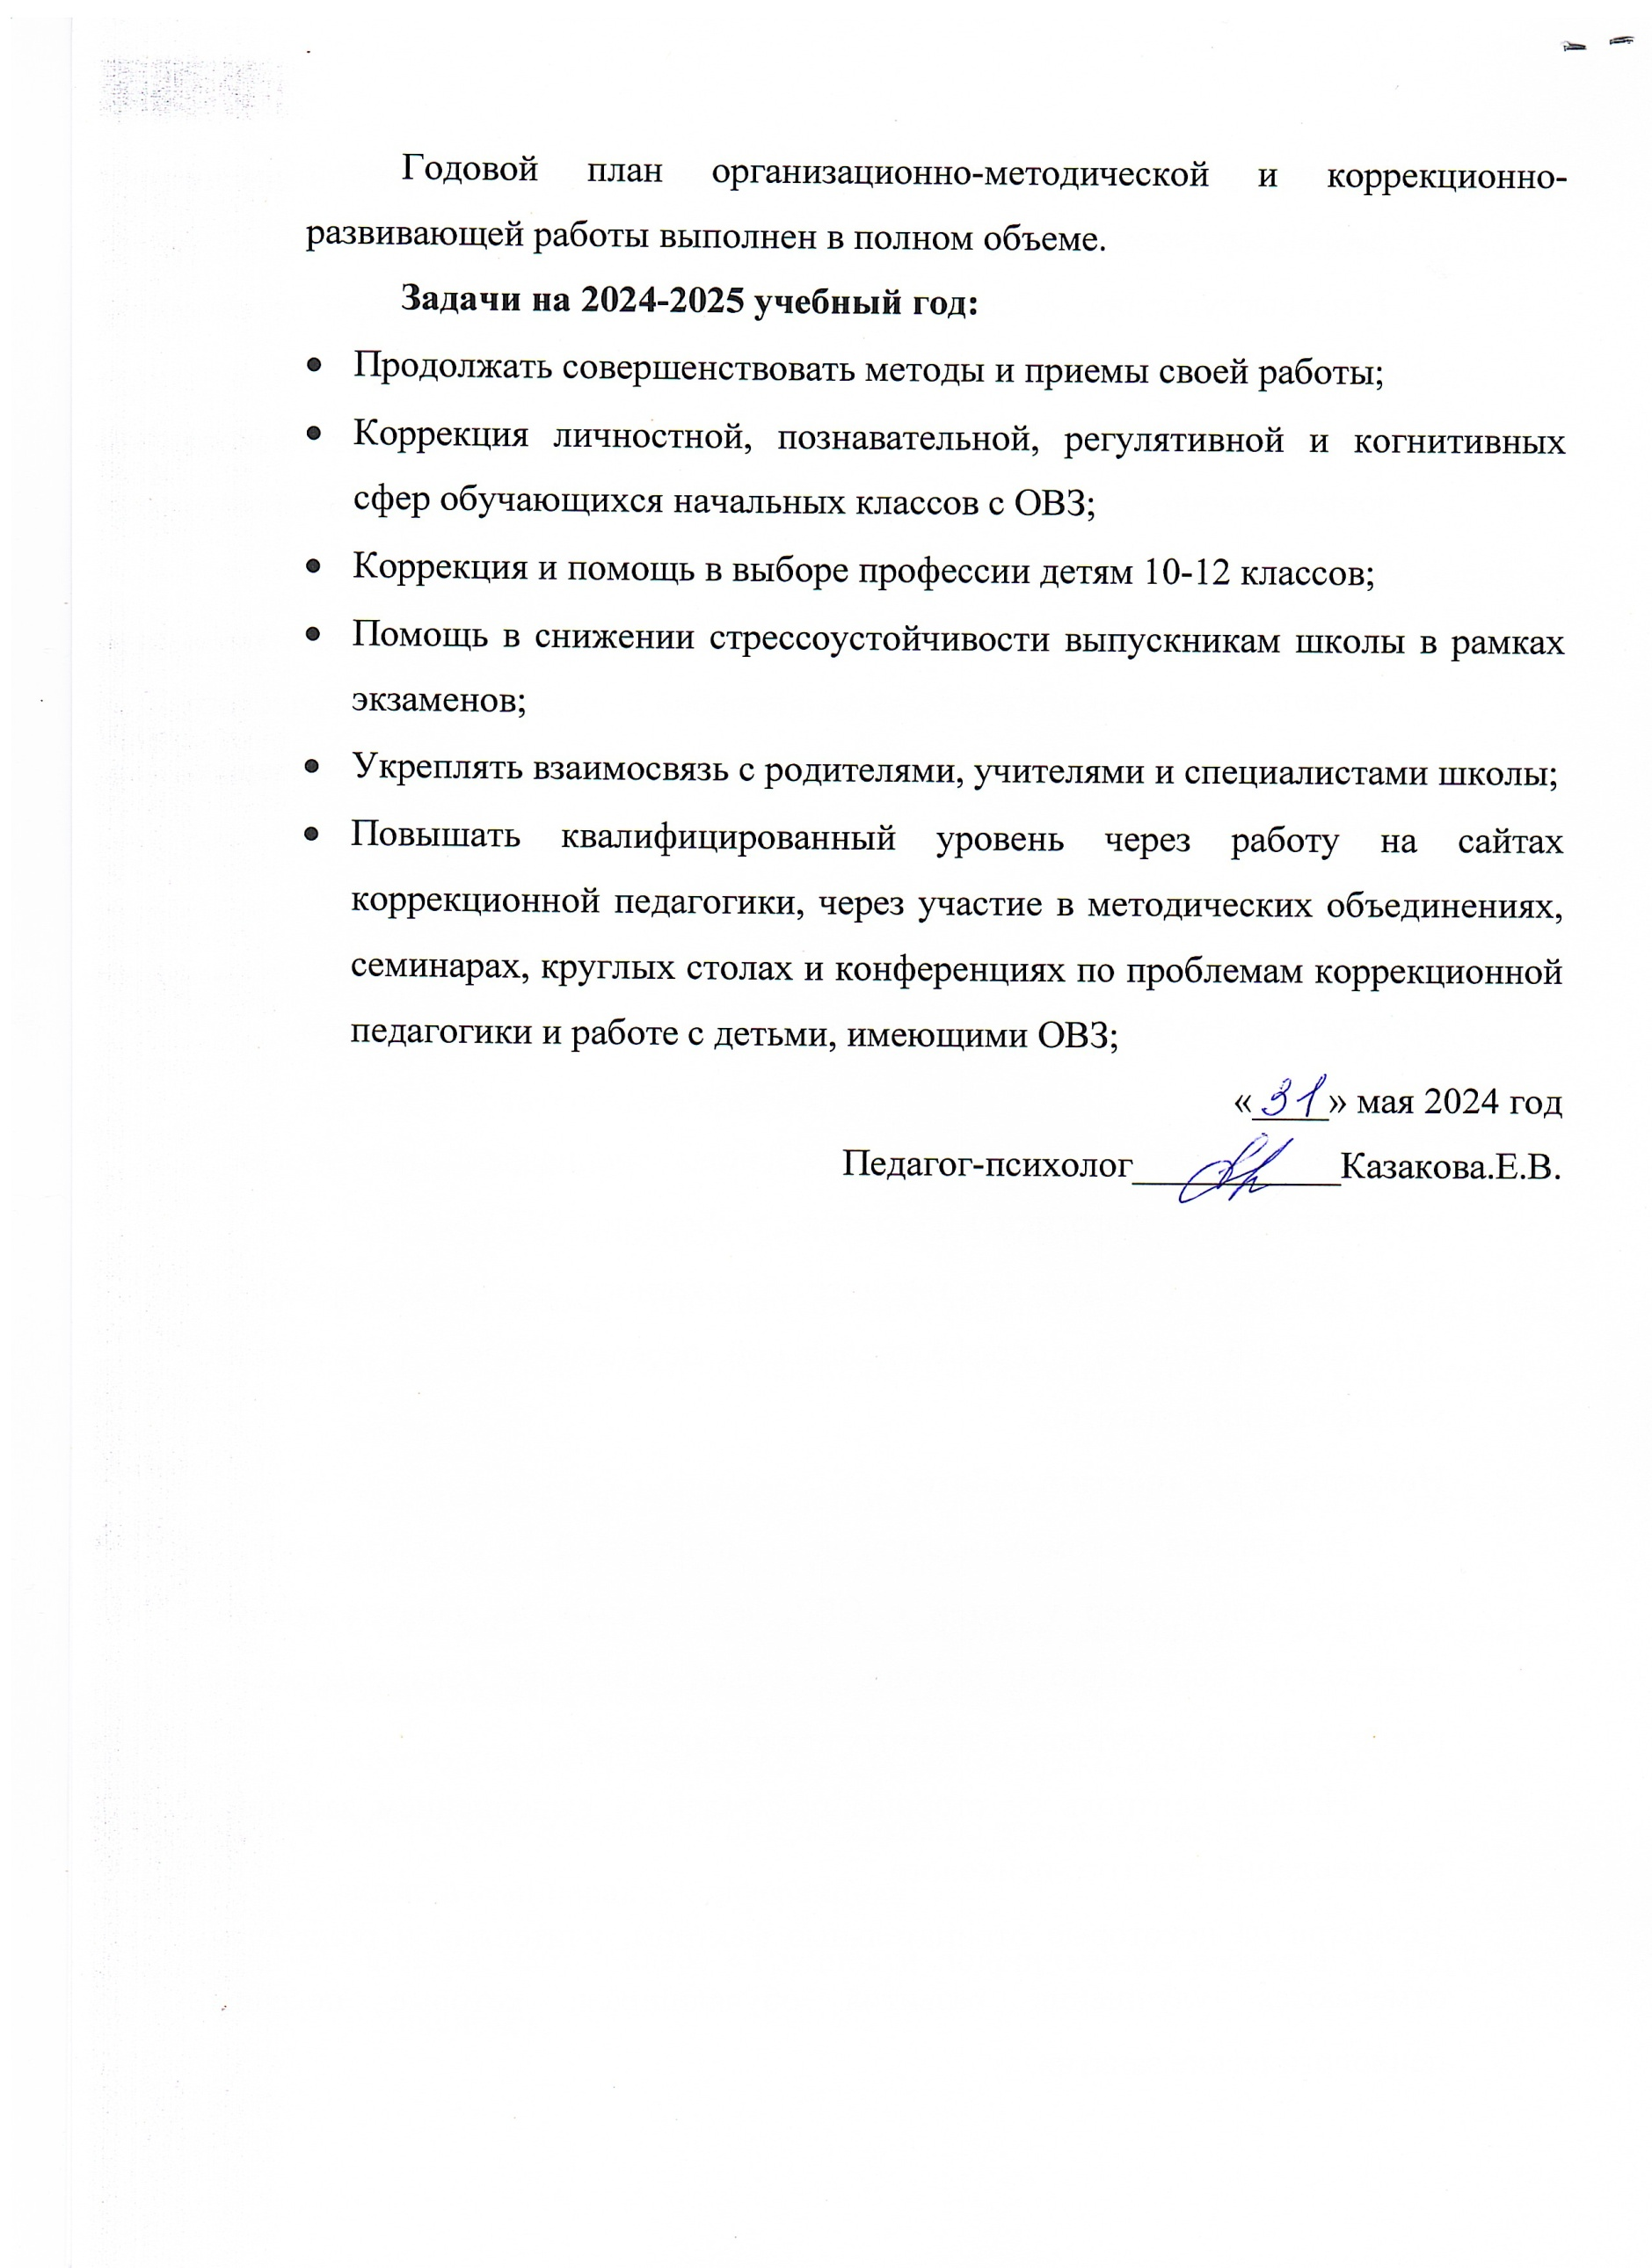 Годовой план организационно-методической и коррекционно-
развивающей работы выполнен в полном объеме.
Задачи на 2024-2025 учебный год:
• Продолжать совершенствовать методы и приемы своей работы;
• Коррекция личностной, познавательной, регулятивной и когнитивных
сфер обучающихся начальных классов с ОВЗ;
• Коррекция и помощь в выборе профессии детям 10-12 классов;
• Помощь в снижении стрессоустойчивости выпускникам школы в рамках
экзаменов;
• Укреплять взаимосвязь с родителями, учителями и специалистами школы;
• Повышать квалифицированный уровень через работу на сайтах
коррекционной педагогики, через участие в методических объединениях,
семинарах, круглых столах и конференциях по проблемам коррекционной
педагогики и работе с детьми, имеющими ОВЗ;
«31» мая 2024 год
Педагог-психолог___________Казакова.Е.В.